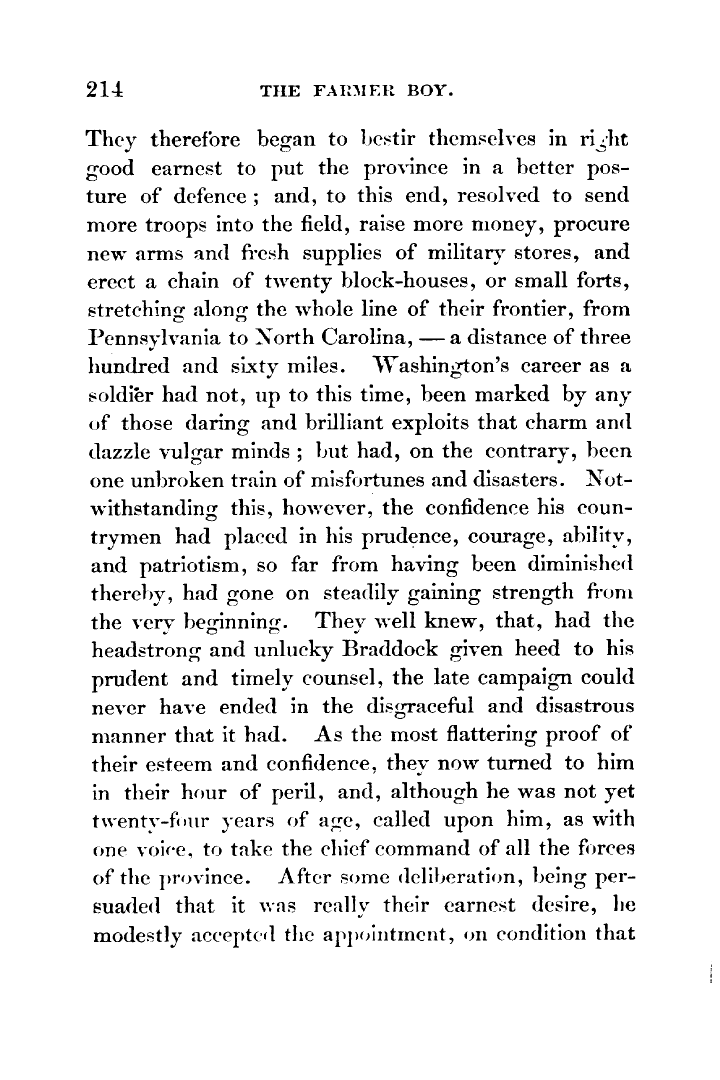 214 THE FARMER BOY.
They therefore began to bestir themselves in right
good earnest to put the province in a better pos-
ture of defence ; and, to this end, resolved to send
more troops into the field, raise more money, procure
new arms and fresh supplies of military stores, and
erect a chain of twenty block-houses, or small forts,
stretching along the whole line of their frontier, from
Pennsylvania to North Carolina, — a distance of three
hundred and sixty miles. Washington's career as a
soldier had not, up to this time, been marked by any
of those daring and brilliant exploits that charm and
dazzle vulgar minds ; but had, on the contrary, been
one unbroken train of misfortunes and disasters. Not-
withstanding this, however, the confidence his coun-
trymen had placed in his prudence, courage, ability,
and patriotism, so far from having been diminished
thereby, had gone on steadily gaining strength from
the very beginning. They well knew, that, had the
headstrong and unlucky Braddock given heed to his
prudent and timely counsel, the late campaign could
never have ended in the disgraceful and disastrous
manner that it had. As the most flattering proof of
their esteem and confidence, they now turned to him
in their hour of peril, and, although he was not yet
twenty-four years of age, called upon him, as with
one voice, to take the chief command of all the forces
of the province. After some deliberation, being per-
suaded that it was really their earnest desire, he
modestly accepted the appointment, on condition that